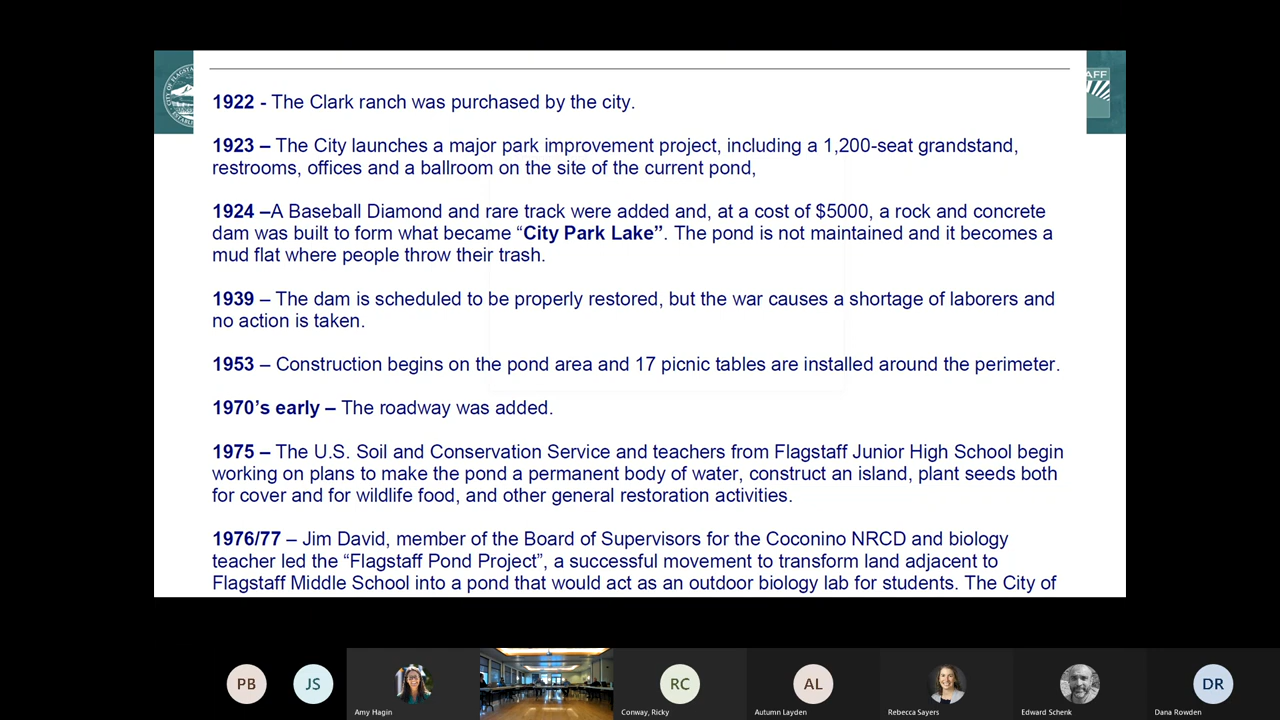 1922 - The Clark ranch was purchased by the city.
1923 – The City launches a major park improvement project, including a 1,200-seat grandstand,
restrooms, offices and a ballroom on the site of the current pond,
1924 –A Baseball Diamond and rare track were added and, at a cost of $5000, a rock and concrete
dam was built to form what became “City Park Lake”. The pond is not maintained and it becomes a
mud flat where people throw their trash.
1939 – The dam is scheduled to be properly restored, but the war causes a shortage of laborers and
no action is taken.
1953 – Construction begins on the pond area and 17 picnic tables are installed around the perimeter.
1970’s early – The roadway was added.
1975 – The U.S. Soil and Conservation Service and teachers from Flagstaff Junior High School begin
working on plans to make the pond a permanent body of water, construct an island, plant seeds both
for cover and for wildlife food, and other general restoration activities.
1976/77 – Jim David, member of the Board of Supervisors for the Coconino NRCD and biology
teacher led the “Flagstaff Pond Project”, a successful movement to transform land adjacent to
Flagstaff Middle School into a pond that would act as an outdoor biology lab for students. The City of
PB
JS
RC
AL
DR
Amy Hagin
Conway, Ricky
Autumn Layden
Rebecca Sayers
Edward Schenk
Dana Rowden